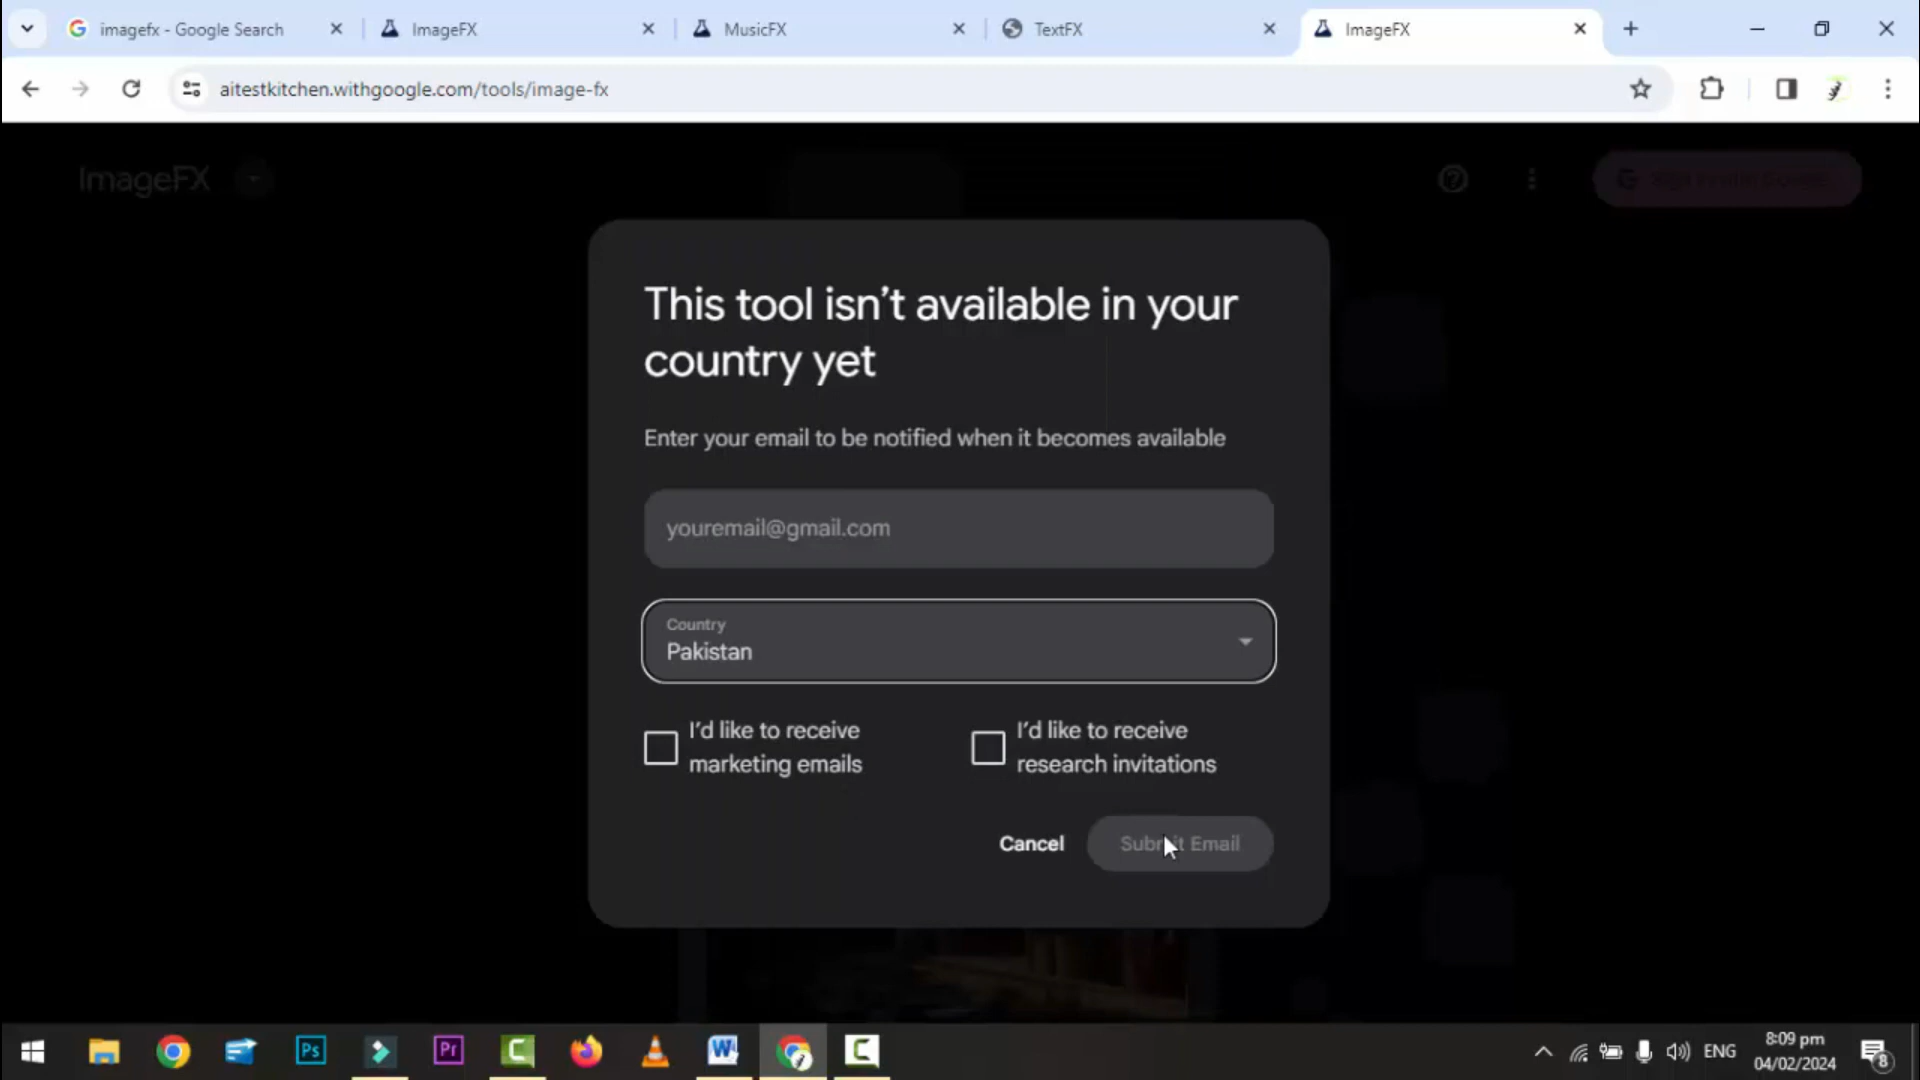 imagefx - Google Search
ImageFX
MusicFX
TextFX
ImageFX
aitestkitchen.withgoogle.com/tools/image-fx
ImageFX
This tool isn’t available in your
country yet
Enter your email to be notified when it becomes available
youremail@gmail.com
Country
Pakistan
I’d like to receive
marketing emails
I’d like to receive
research invitations
Cancel
Submit Email
Ps
Pr
ENG
8:09 pm
04/02/2024
8